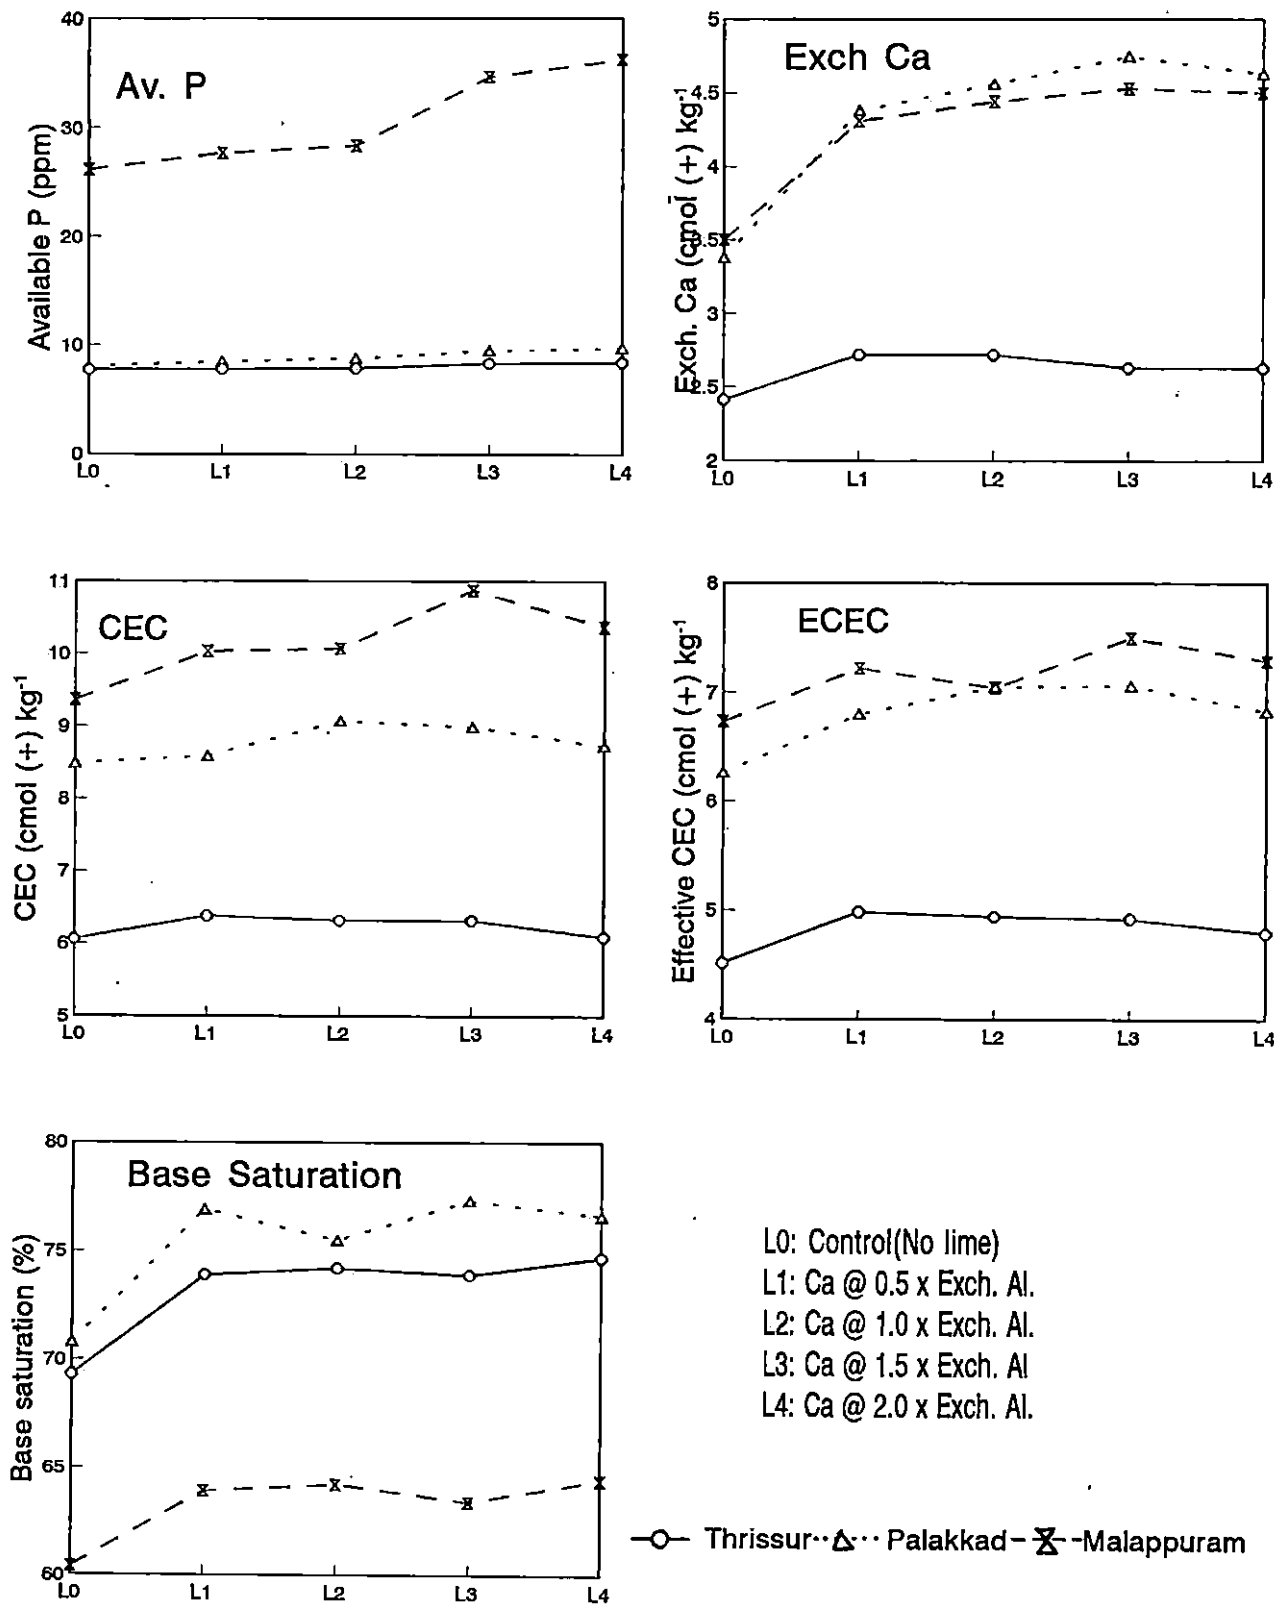 Av. P
Available P (ppm)
40
30
20
10
0
L0 L1 L2 L3 L4
Exch Ca
Exch. Ca (cmol (+) kg-1
5
4.5
4
3.5
3
2.5
2
L0 L1 L2 L3 L4
CEC
CEC (cmol (+) kg-1
11
10
9
8
7
6
5
L0 L1 L2 L3 L4
ECEC
Effective CEC (cmol (+) kg-1
8
7
6
5
4
L0 L1 L2 L3 L4
Base Saturation
Base saturation (%)
80
75
70
65
60
L0 L1 L2 L3 L4
L0: Control(No lime)
L1: Ca @ 0.5 x Exch. Al.
L2: Ca @ 1.0 x Exch. Al.
L3: Ca @ 1.5 x Exch. Al
L4: Ca @ 2.0 x Exch. Al.
Thrissur Palakkad Malappuram